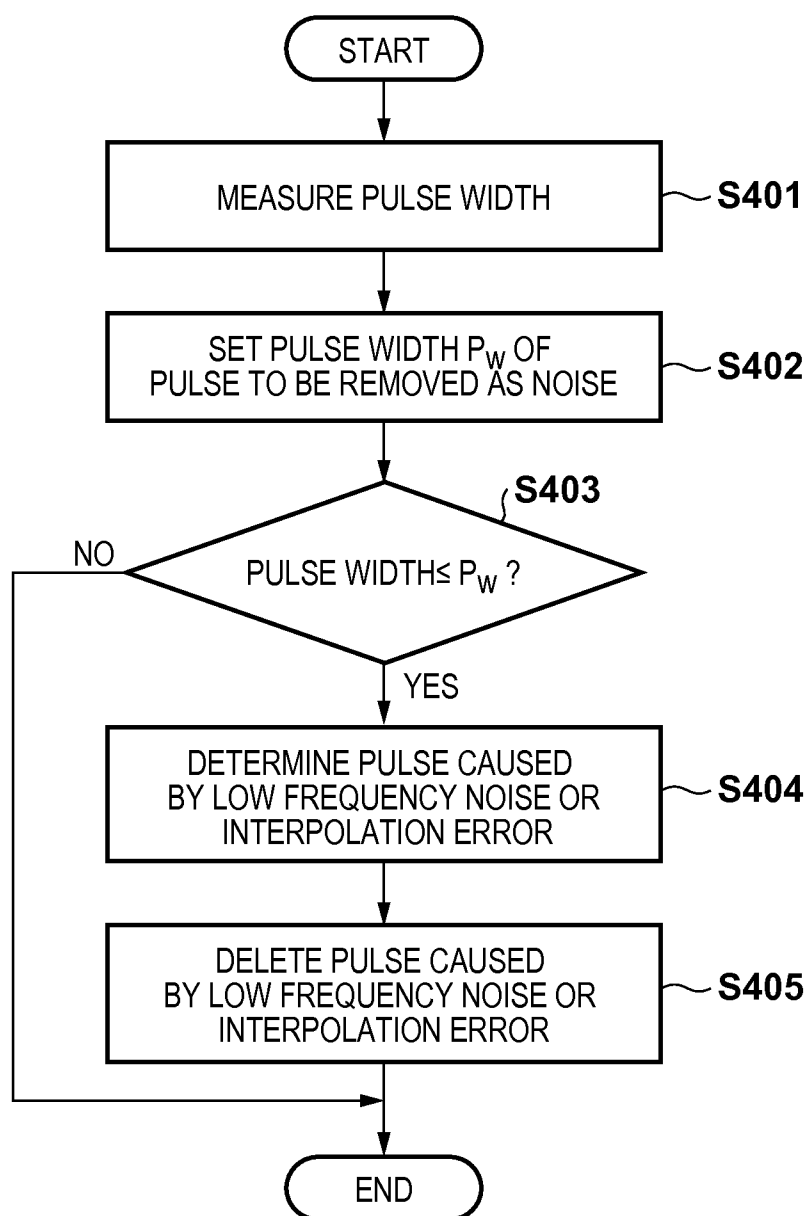 START
MEASURE PULSE WIDTH
S401
SET PULSE WIDTH PW OF
PULSE TO BE REMOVED AS NOISE
S402
S403
NO
PULSE WIDTH≤ PW ?
YES
DETERMINE PULSE CAUSED
BY LOW FREQUENCY NOISE OR
INTERPOLATION ERROR
S404
DELETE PULSE CAUSED
BY LOW FREQUENCY NOISE OR
INTERPOLATION ERROR
S405
END